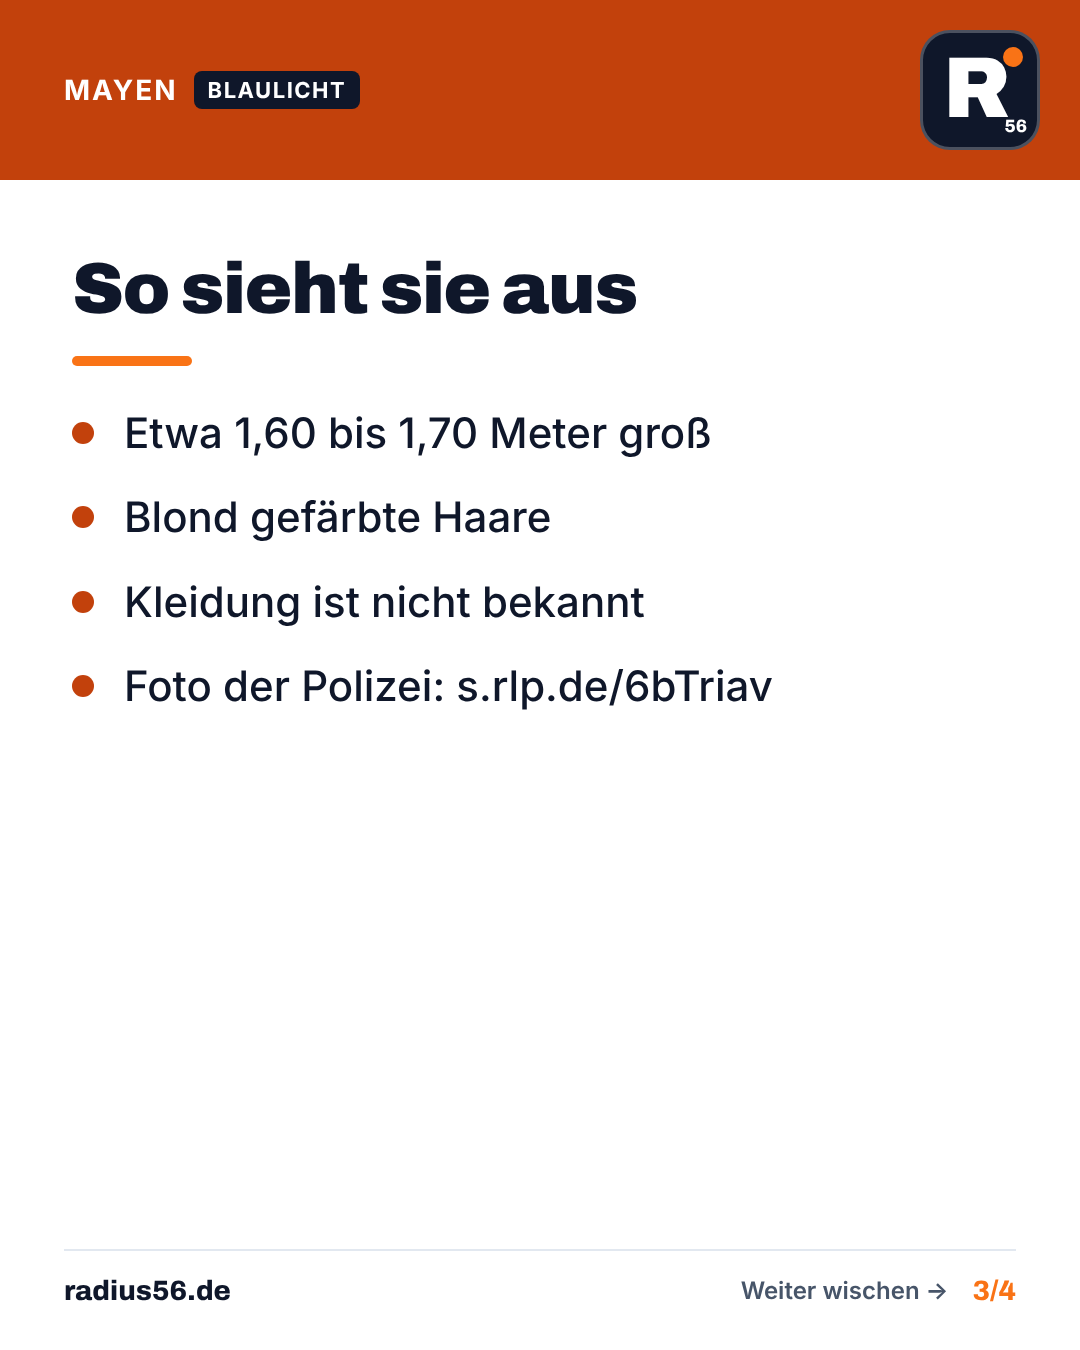 MAYEN BLAULICHT
R
56
So sieht sie aus
Etwa 1,60 bis 1,70 Meter groß
Blond gefärbte Haare
Kleidung ist nicht bekannt
Foto der Polizei: s.rlp.de/6bTriav
radius56.de
Weiter wischen → 3/4